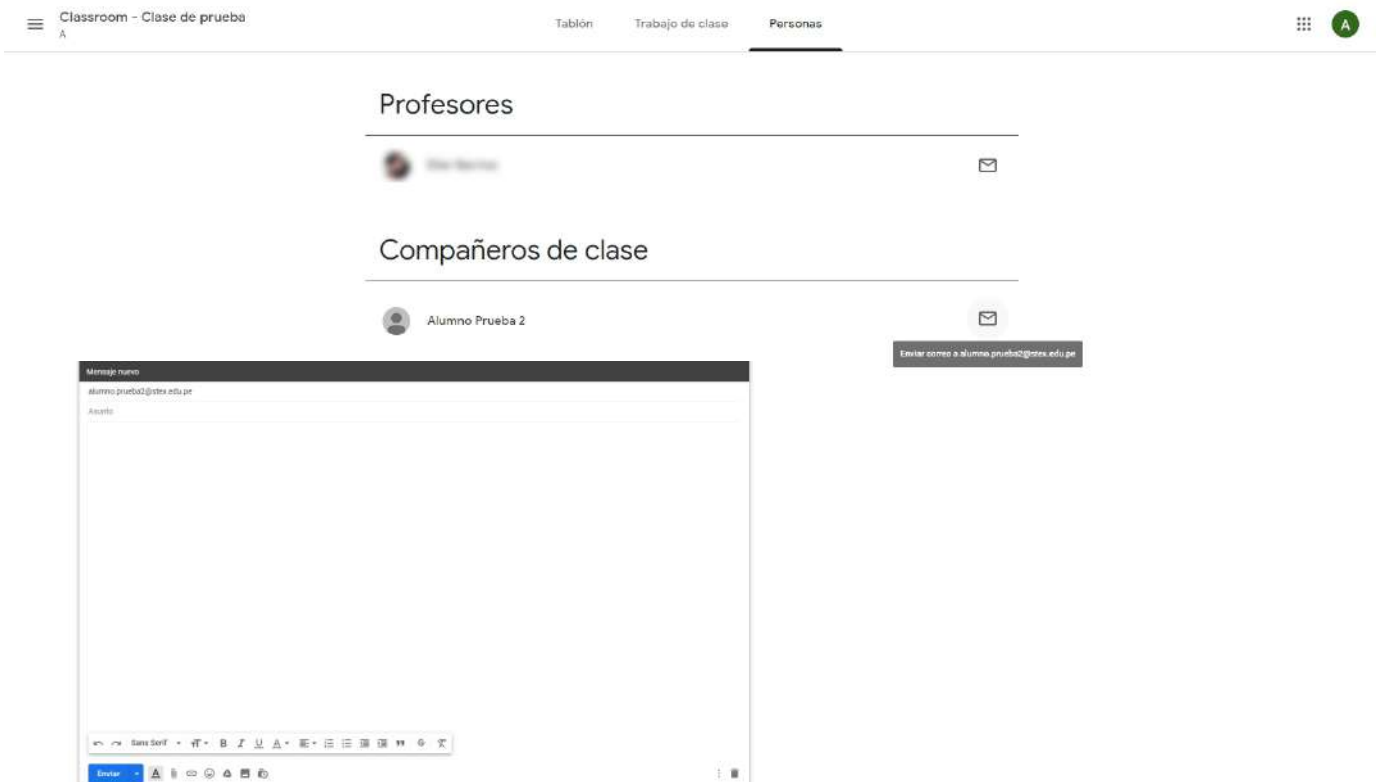 Classroom - Clase de prueba
A
Tablón
Trabajo de clase
Personas
A
Profesores
Compañeros de clase
Alumno Prueba 2
Enviar correo a alumno.prueba2@stex.edu.pe
Mensaje nuevo
alumno.prueba2@stex.edu.pe
Asunto
Sans Serif
Enviar